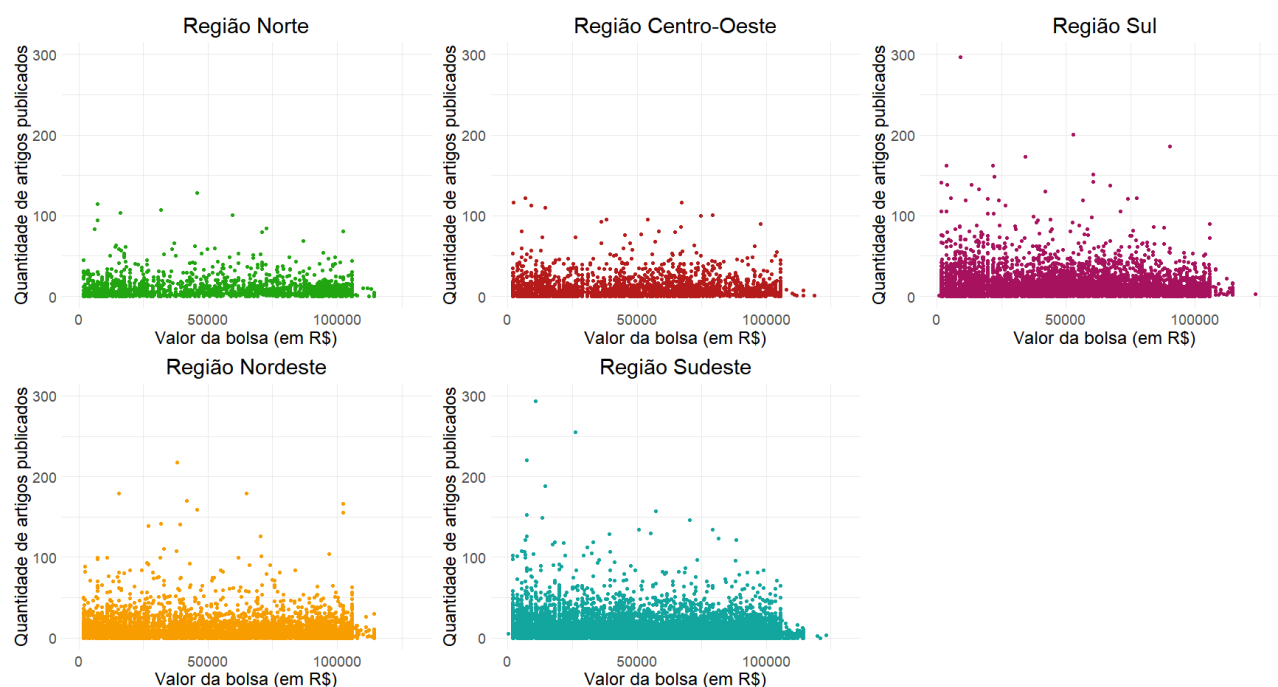 Região Norte
Quantidade de artigos publicados
300
200
100
0
0 50000 100000
Valor da bolsa (em R$)
Região Centro-Oeste
Quantidade de artigos publicados
300
200
100
0
0 50000 100000
Valor da bolsa (em R$)
Região Sul
Quantidade de artigos publicados
300
200
100
0
0 50000 100000
Valor da bolsa (em R$)
Região Nordeste
Quantidade de artigos publicados
300
200
100
0
0 50000 100000
Valor da bolsa (em R$)
Região Sudeste
Quantidade de artigos publicados
300
200
100
0
0 50000 100000
Valor da bolsa (em R$)